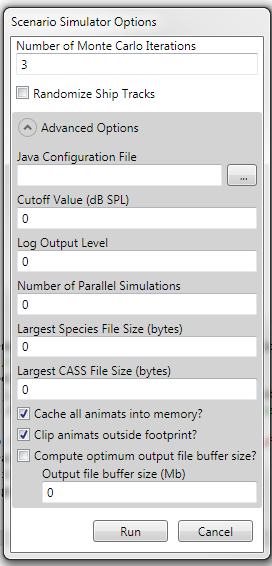 Scenario Simulator Options
Number of Monte Carlo Iterations
3
Randomize Ship Tracks
Advanced Options
Java Configuration File
...
Cutoff Value (dB SPL)
0
Log Output Level
0
Number of Parallel Simulations
0
Largest Species File Size (bytes)
0
Largest CASS File Size (bytes)
0
Cache all animats into memory?
Clip animats outside footprint?
Compute optimum output file buffer size?
Output file buffer size (Mb)
0
Run Cancel